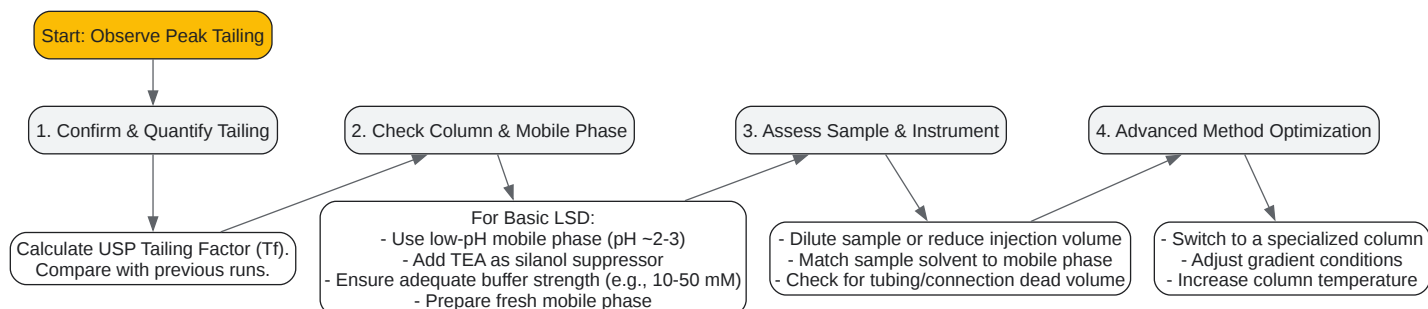 Start: Observe Peak Tailing
1. Confirm & Quantify Tailing
2. Check Column & Mobile Phase
3. Assess Sample & Instrument
4. Advanced Method Optimization
Calculate USP Tailing Factor (Tf).
Compare with previous runs.
For Basic LSD:
- Use low-pH mobile phase (pH ~2-3)
- Add TEA as silanol suppressor
- Ensure adequate buffer strength (e.g., 10-50 mM)
- Prepare fresh mobile phase
- Dilute sample or reduce injection volume
- Match sample solvent to mobile phase
- Check for tubing/connection dead volume
- Switch to a specialized column
- Adjust gradient conditions
- Increase column temperature